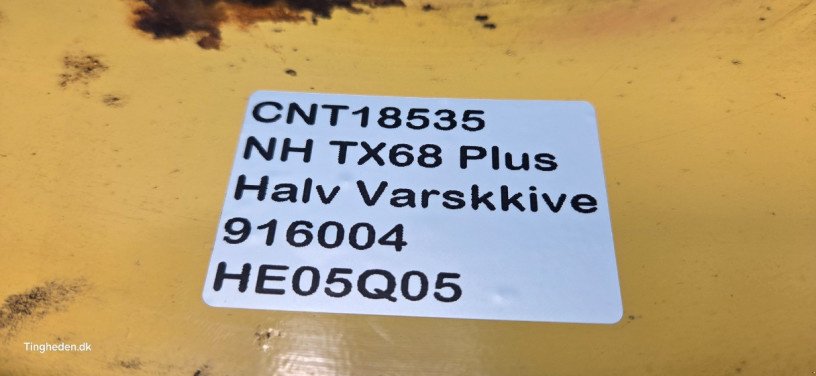 CNT18535
NH TX68 Plus
Halv Varskkive
916004
HE05Q05
Tingheden.dk